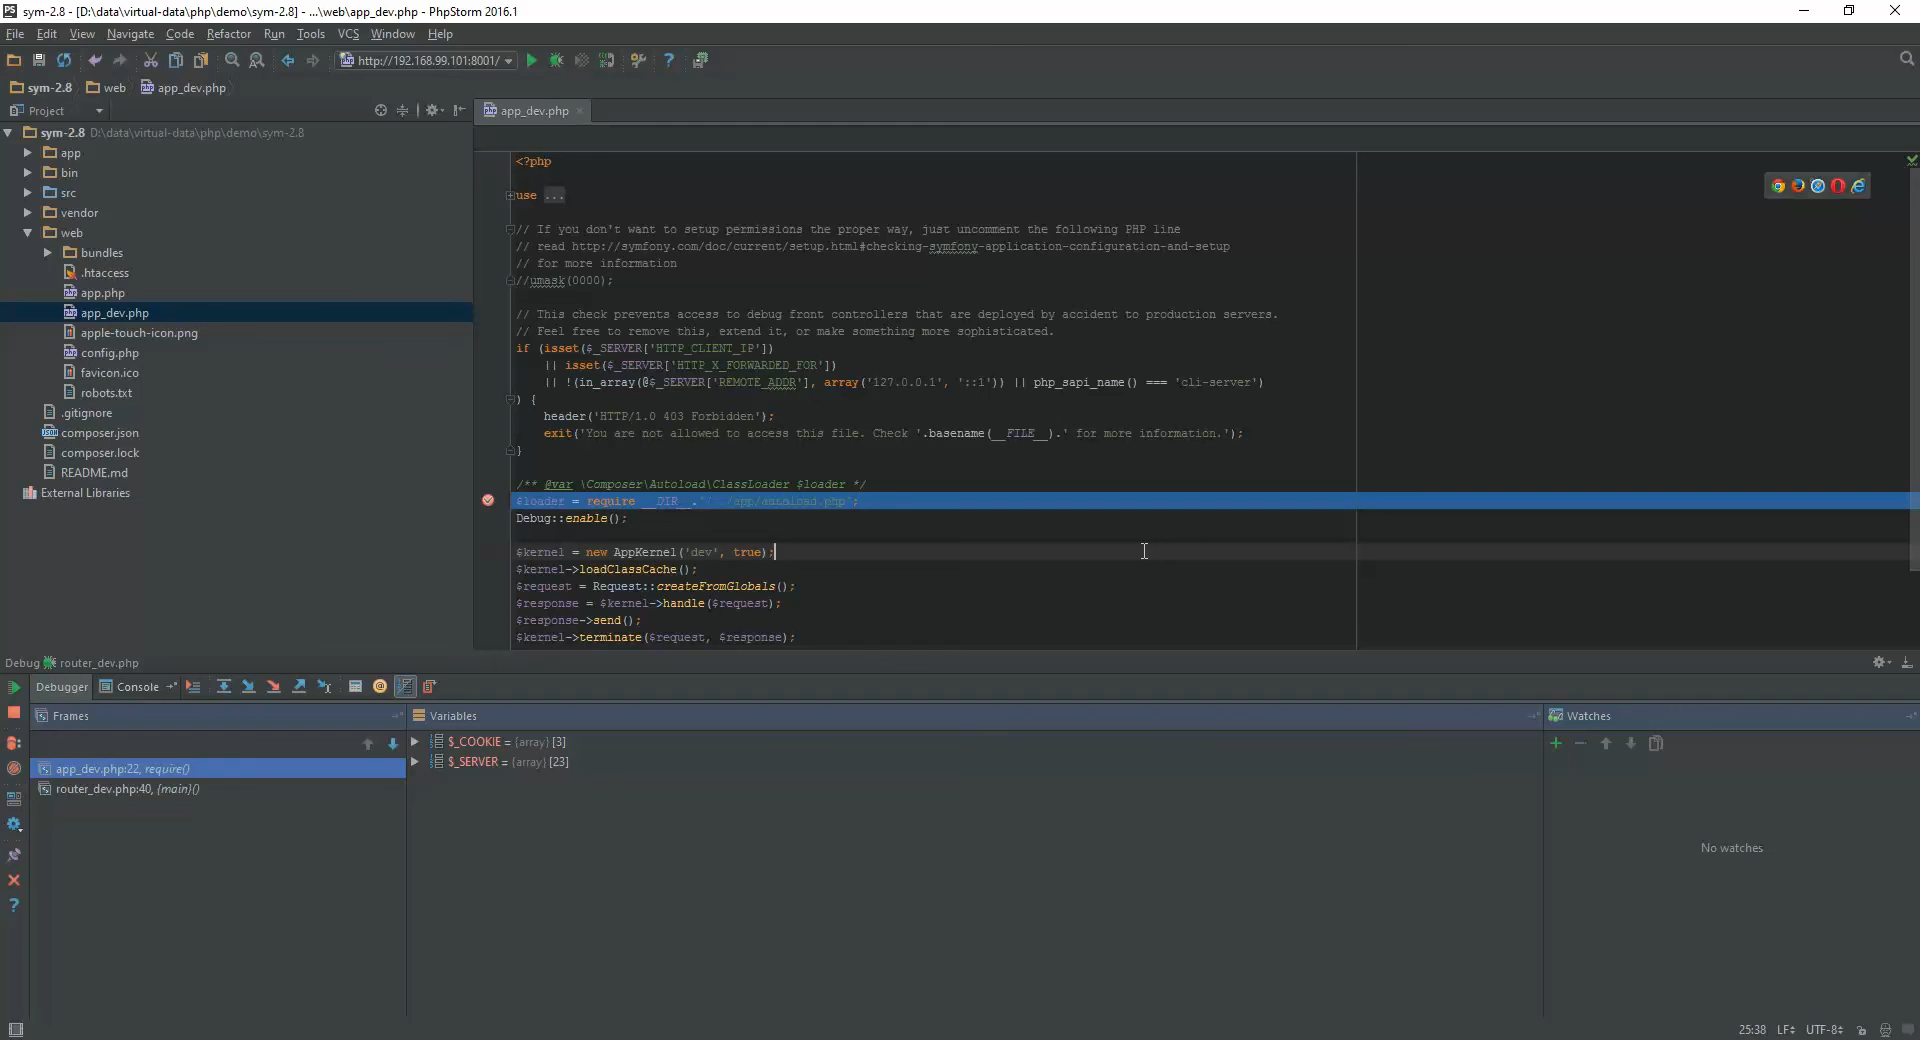 sym-2.8 - [D:\data\virtual-data\php\demo\sym-2.8] - ...\web\app_dev.php - PhpStorm 2016.1
File Edit View Navigate Code Refactor Run Tools VCS Window Help
http://192.168.99.101:8001/
sym-2.8 web app_dev.php
Project
app_dev.php
sym-2.8 D:\data\virtual-data\php\demo\sym-2.8
app
bin
src
vendor
web
bundles
.htaccess
app.php
app_dev.php
apple-touch-icon.png
config.php
favicon.ico
robots.txt
.gitignore
composer.json
composer.lock
README.md
External Libraries
<?php
use ...
// If you don't want to setup permissions the proper way, just uncomment the following PHP line
// read http://symfony.com/doc/current/setup.html#checking-symfony-application-configuration-and-setup
// for more information
//umask(0000);
// This check prevents access to debug front controllers that are deployed by accident to production servers.
// Feel free to remove this, extend it, or make something more sophisticated.
if (isset($_SERVER['HTTP_CLIENT_IP'])
|| isset($_SERVER['HTTP_X_FORWARDED_FOR'])
|| !(in_array(@$_SERVER['REMOTE_ADDR'], array('127.0.0.1', '::1')) || php_sapi_name() === 'cli-server')
) {
header('HTTP/1.0 403 Forbidden');
exit('You are not allowed to access this file. Check '.basename(__FILE__).' for more information.');
}
/** @var \Composer\Autoload\ClassLoader $loader */
$loader = require __DIR__.'/../app/autoload.php';
Debug::enable();
$kernel = new AppKernel('dev', true);
$kernel->loadClassCache();
$request = Request::createFromGlobals();
$response = $kernel->handle($request);
$response->send();
$kernel->terminate($request, $response);
Debug router_dev.php
Debugger Console
Frames Variables Watches
app_dev.php:22, require()
router_dev.php:40, {main}()
$_COOKIE = {array} [3]
$_SERVER = {array} [23]
No watches
25:38 LF UTF-8